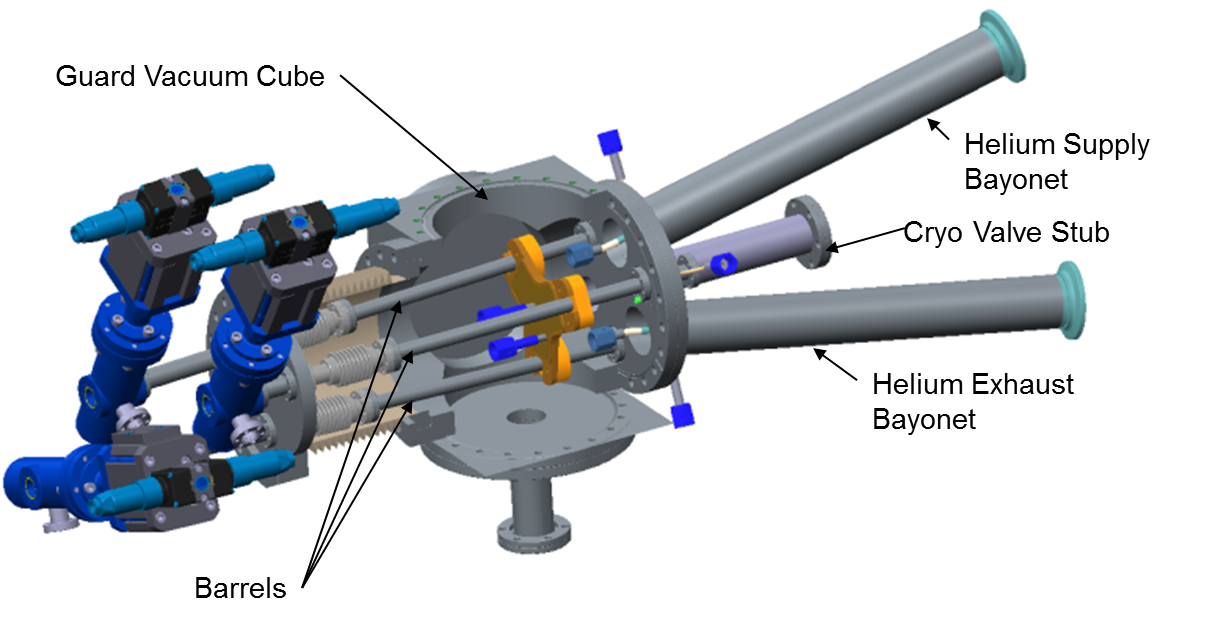 Guard Vacuum Cube
Helium Supply
Bayonet
Cryo Valve Stub
Helium Exhaust
Bayonet
Barrels